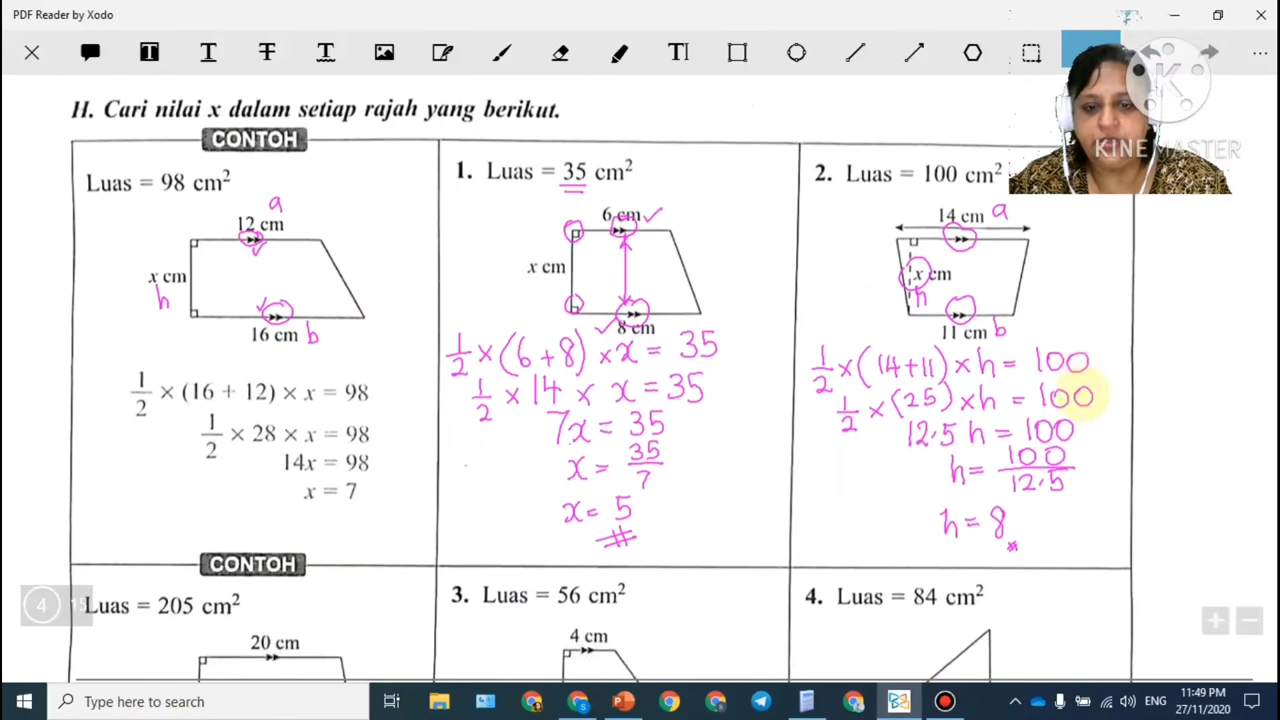 PDF Reader by Xodo
H. Cari nilai x dalam setiap rajah yang berikut.
CONTOH
Luas = 98 cm²
a
12 cm
x cm
h
16 cm b
1/2 × (16 + 12) × x = 98
1/2 × 28 × x = 98
14x = 98
x = 7
1. Luas = 35 cm²
6 cm ✓
x cm
8 cm
1/2 × (6 + 8) × x = 35
1/2 × 14 × x = 35
7x = 35
x = 35/7
x = 5
2. Luas = 100 cm²
14 cm a
x cm
h
11 cm b
1/2 × (14 + 11) × h = 100
1/2 × (25) × h = 100
12.5 h = 100
h = 100/12.5
h = 8
KINEMASTER
CONTOH
Luas = 205 cm²
20 cm
3. Luas = 56 cm²
4 cm
4. Luas = 84 cm²
4
15
Type here to search
ENG
11:49 PM
27/11/2020